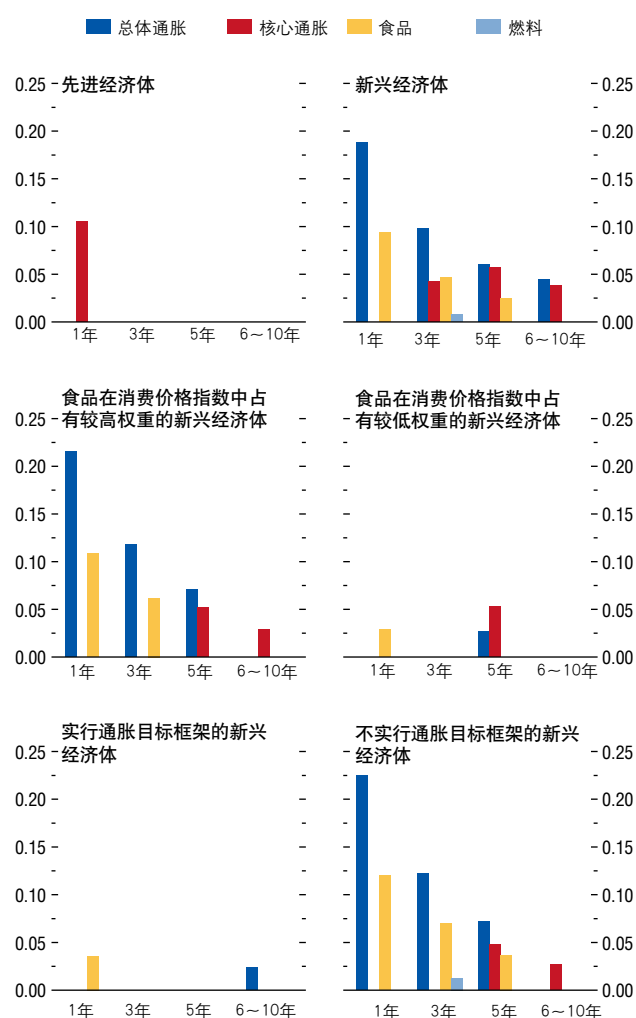 总体通胀 核心通胀 食品 燃料
先进经济体
0.25
0.20
0.15
0.10
0.05
0.00
1年 3年 5年 6～10年
新兴经济体
0.25
0.20
0.15
0.10
0.05
0.00
1年 3年 5年 6～10年
食品在消费价格指数中占
有较高权重的新兴经济体
0.25
0.20
0.15
0.10
0.05
0.00
1年 3年 5年 6～10年
食品在消费价格指数中占
有较低权重的新兴经济体
0.25
0.20
0.15
0.10
0.05
0.00
1年 3年 5年 6～10年
实行通胀目标框架的新兴
经济体
0.25
0.20
0.15
0.10
0.05
0.00
1年 3年 5年 6～10年
不实行通胀目标框架的新兴
经济体
0.25
0.20
0.15
0.10
0.05
0.00
1年 3年 5年 6～10年